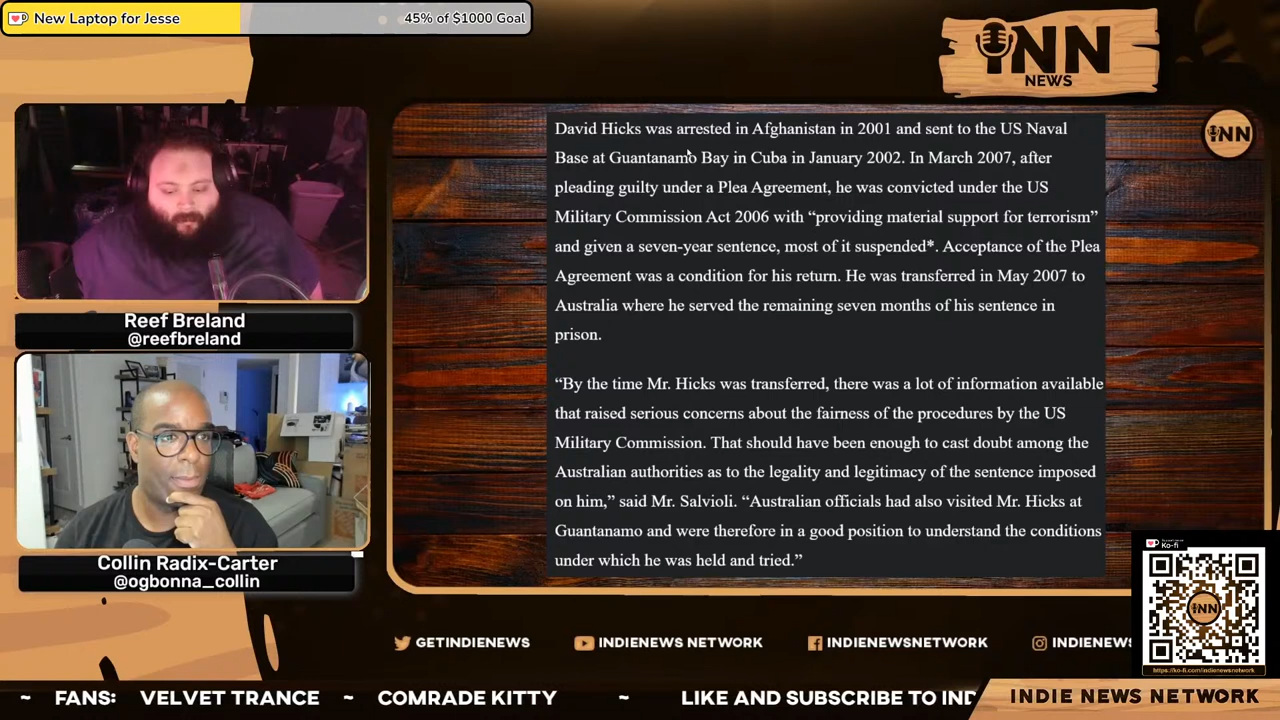 New Laptop for Jesse
45% of $1000 Goal
INN
NEWS
INN
David Hicks was arrested in Afghanistan in 2001 and sent to the US Naval
Base at Guantanamo Bay in Cuba in January 2002. In March 2007, after
pleading guilty under a Plea Agreement, he was convicted under the US
Military Commission Act 2006 with “providing material support for terrorism”
and given a seven-year sentence, most of it suspended*. Acceptance of the Plea
Agreement was a condition for his return. He was transferred in May 2007 to
Australia where he served the remaining seven months of his sentence in
prison.
“By the time Mr. Hicks was transferred, there was a lot of information available
that raised serious concerns about the fairness of the procedures by the US
Military Commission. That should have been enough to cast doubt among the
Australian authorities as to the legality and legitimacy of the sentence imposed
on him,” said Mr. Salvioli. “Australian officials had also visited Mr. Hicks at
Guantanamo and were therefore in a good position to understand the conditions
under which he was held and tried.”
Reef Breland
@reefbreland
Collin Radix-Carter
@ogbonna_collin
Ko-fi
INN
https://ko-fi.com/indienewsnetwork
GETINDIENEWS
INDIENEWS NETWORK
INDIENEWSNETWORK
INDIENEWS
~ FANS: VELVET TRANCE ~ COMRADE KITTY ~ LIKE AND SUBSCRIBE TO IND
INDIE NEWS NETWORK